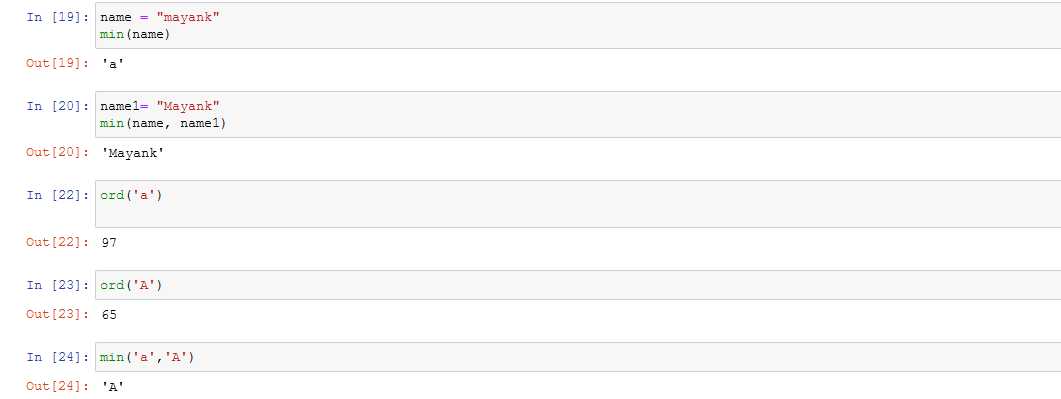 In [19]: name = "mayank"
min(name)
Out[19]: 'a'
In [20]: name1= "Mayank"
min(name, name1)
Out[20]: 'Mayank'
In [22]: ord('a')
Out[22]: 97
In [23]: ord('A')
Out[23]: 65
In [24]: min('a','A')
Out[24]: 'A'